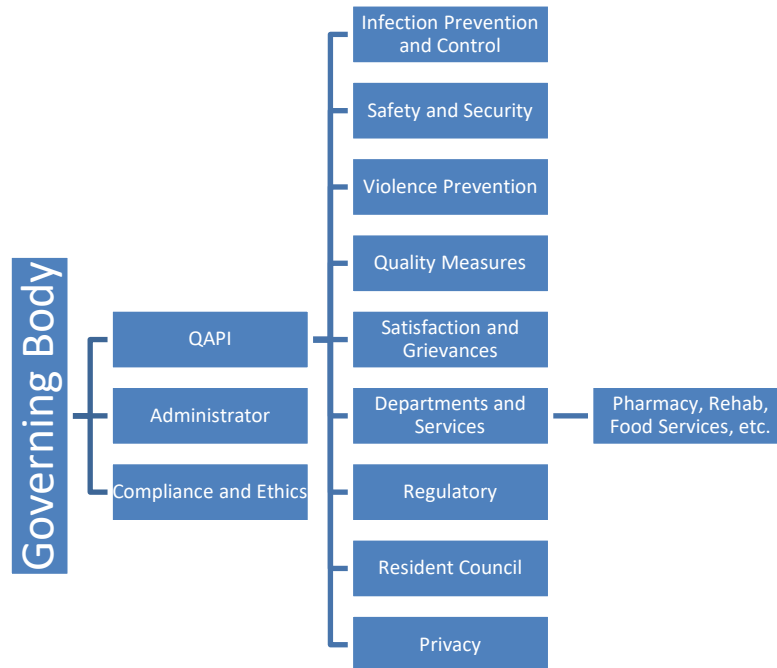 Governing Body
QAPI
Administrator
Compliance and Ethics
Infection Prevention
and Control
Safety and Security
Violence Prevention
Quality Measures
Satisfaction and
Grievances
Departments and
Services
Regulatory
Resident Council
Privacy
Pharmacy, Rehab,
Food Services, etc.